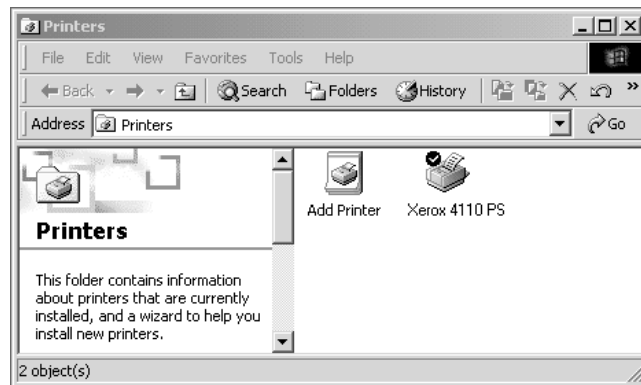 Printers
File Edit View Favorites Tools Help
Back Search Folders History »
Address Printers Go
Add Printer Xerox 4110 PS
Printers
This folder contains information
about printers that are currently
installed, and a wizard to help you
install new printers.
2 object(s)